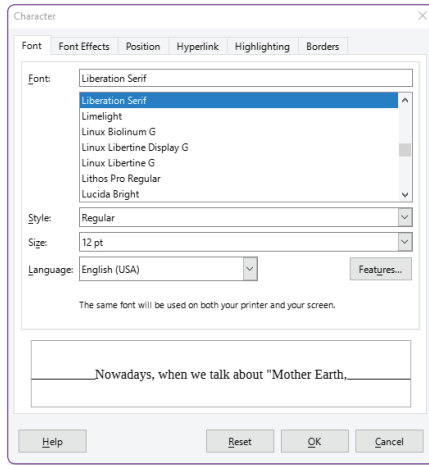 Character
Font Font Effects Position Hyperlink Highlighting Borders
Font: Liberation Serif
Liberation Serif
Limelight
Linux Biolinum G
Linux Libertine Display G
Linux Libertine G
Lithos Pro Regular
Lucida Bright
Style: Regular
Size: 12 pt
Language: English (USA) Features...
The same font will be used on both your printer and your screen.
Nowadays, when we talk about "Mother Earth,
Help Reset OK Cancel